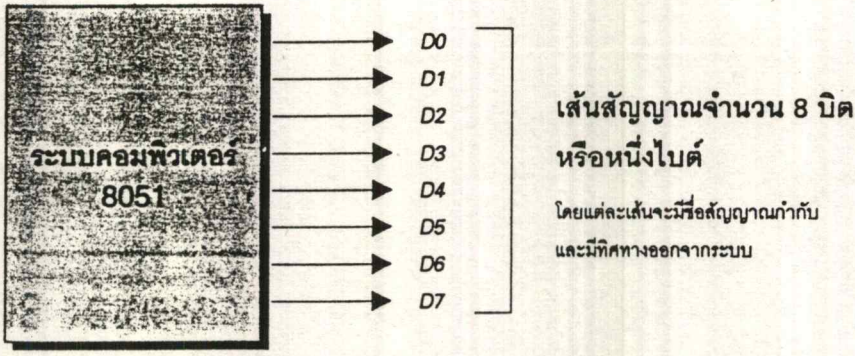 ระบบคอมพิวเตอร์
8051
D0
D1
D2
D3
D4
D5
D6
D7
เส้นสัญญาณจำนวน 8 บิต
หรือหนึ่งไบต์
โดยแต่ละเส้นจะมีชื่อสัญญาณกำกับ
และมีทิศทางออกจากระบบ